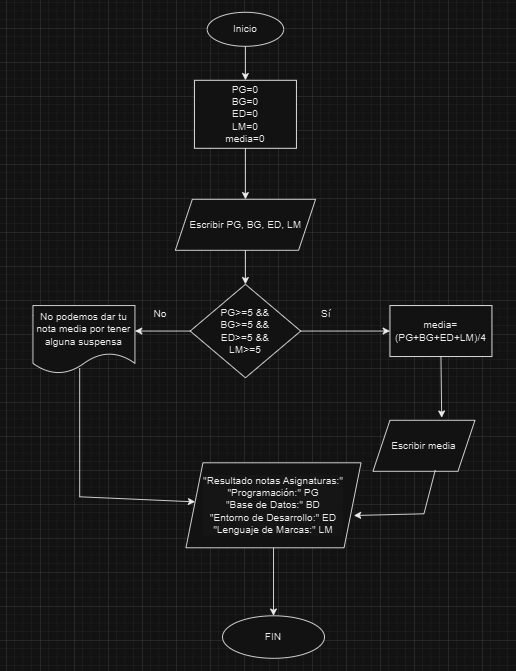 Inicio
PG=0
BG=0
ED=0
LM=0
media=0
Escribir PG, BG, ED, LM
No podemos dar tu
nota media por tener
alguna suspensa
No
PG>=5 &&
BG>=5 &&
ED>=5 &&
LM>=5
Sí
media=
(PG+BG+ED+LM)/4
Escribir media
"Resultado notas Asignaturas:"
"Programación:" PG
"Base de Datos:" BD
"Entorno de Desarrollo:" ED
"Lenguaje de Marcas:" LM
FIN